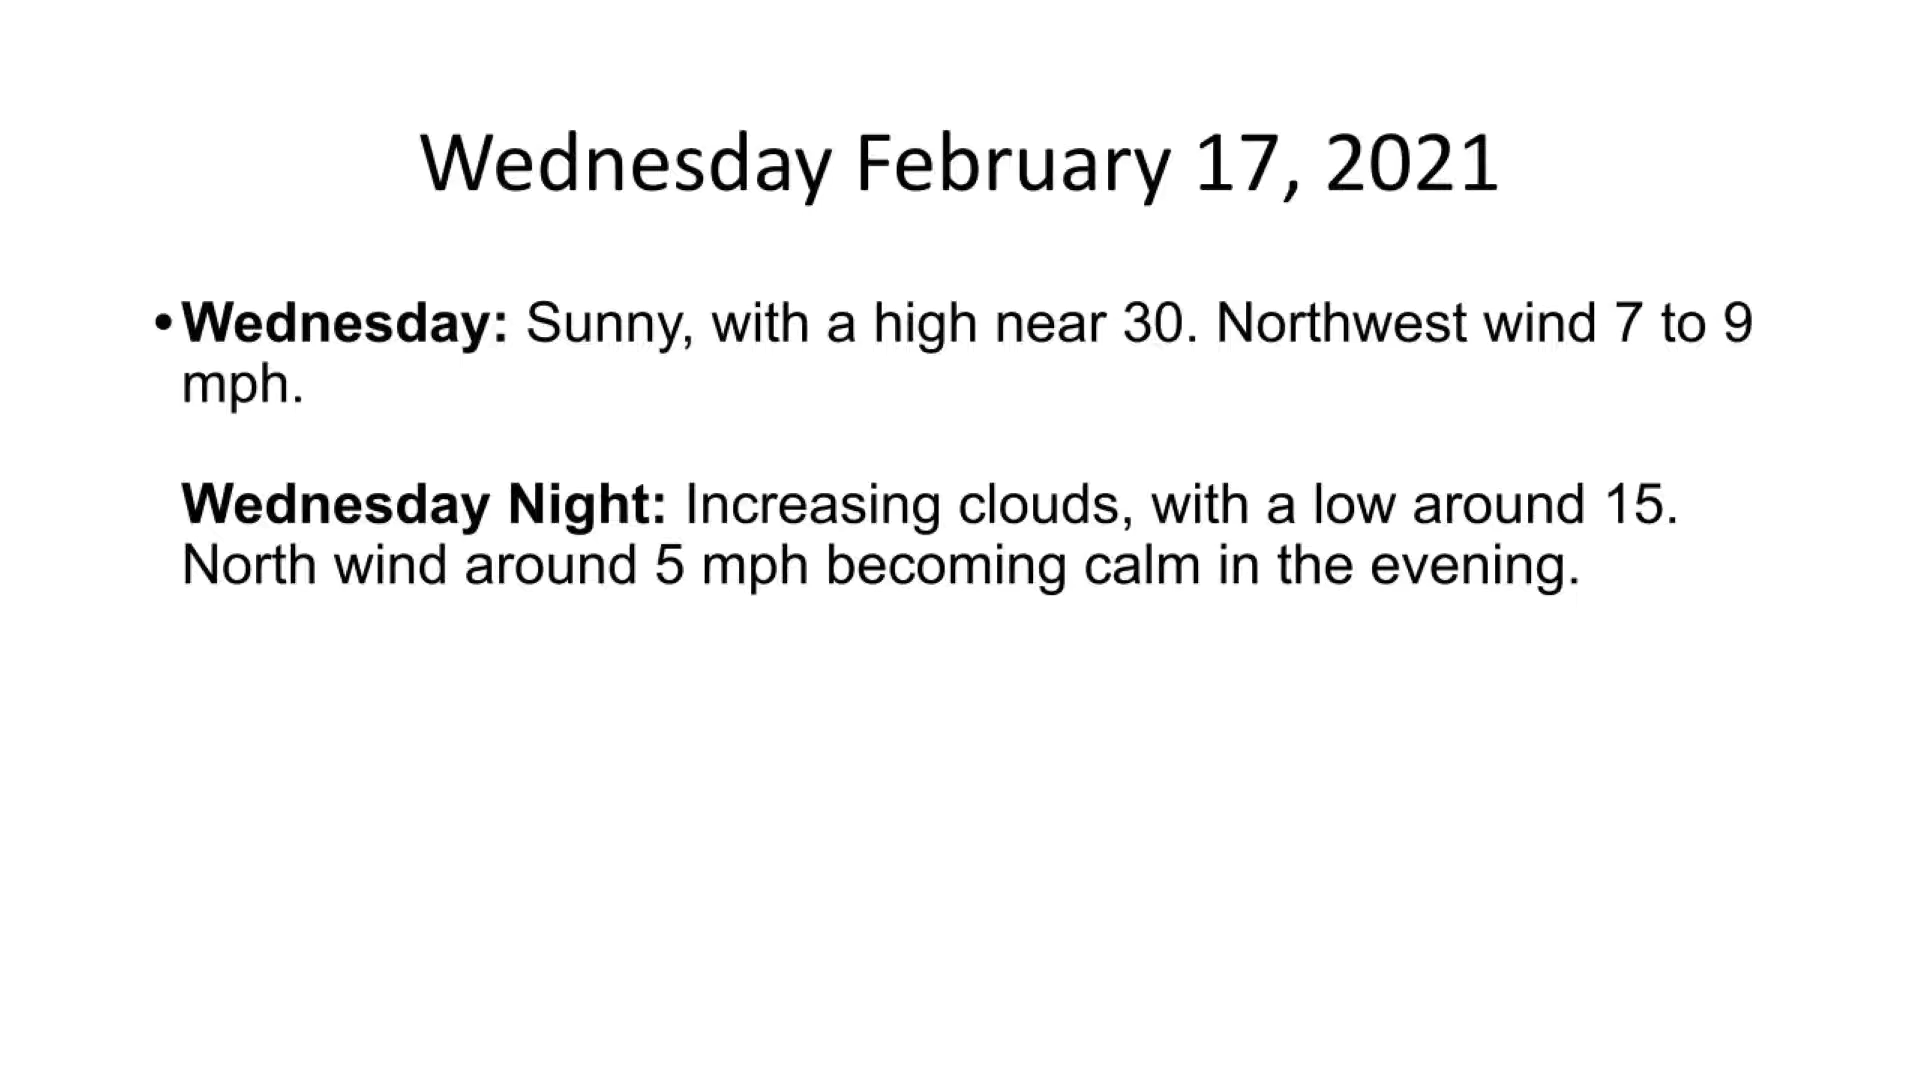 Wednesday February 17, 2021
•Wednesday: Sunny, with a high near 30. Northwest wind 7 to 9
mph.
Wednesday Night: Increasing clouds, with a low around 15.
North wind around 5 mph becoming calm in the evening.